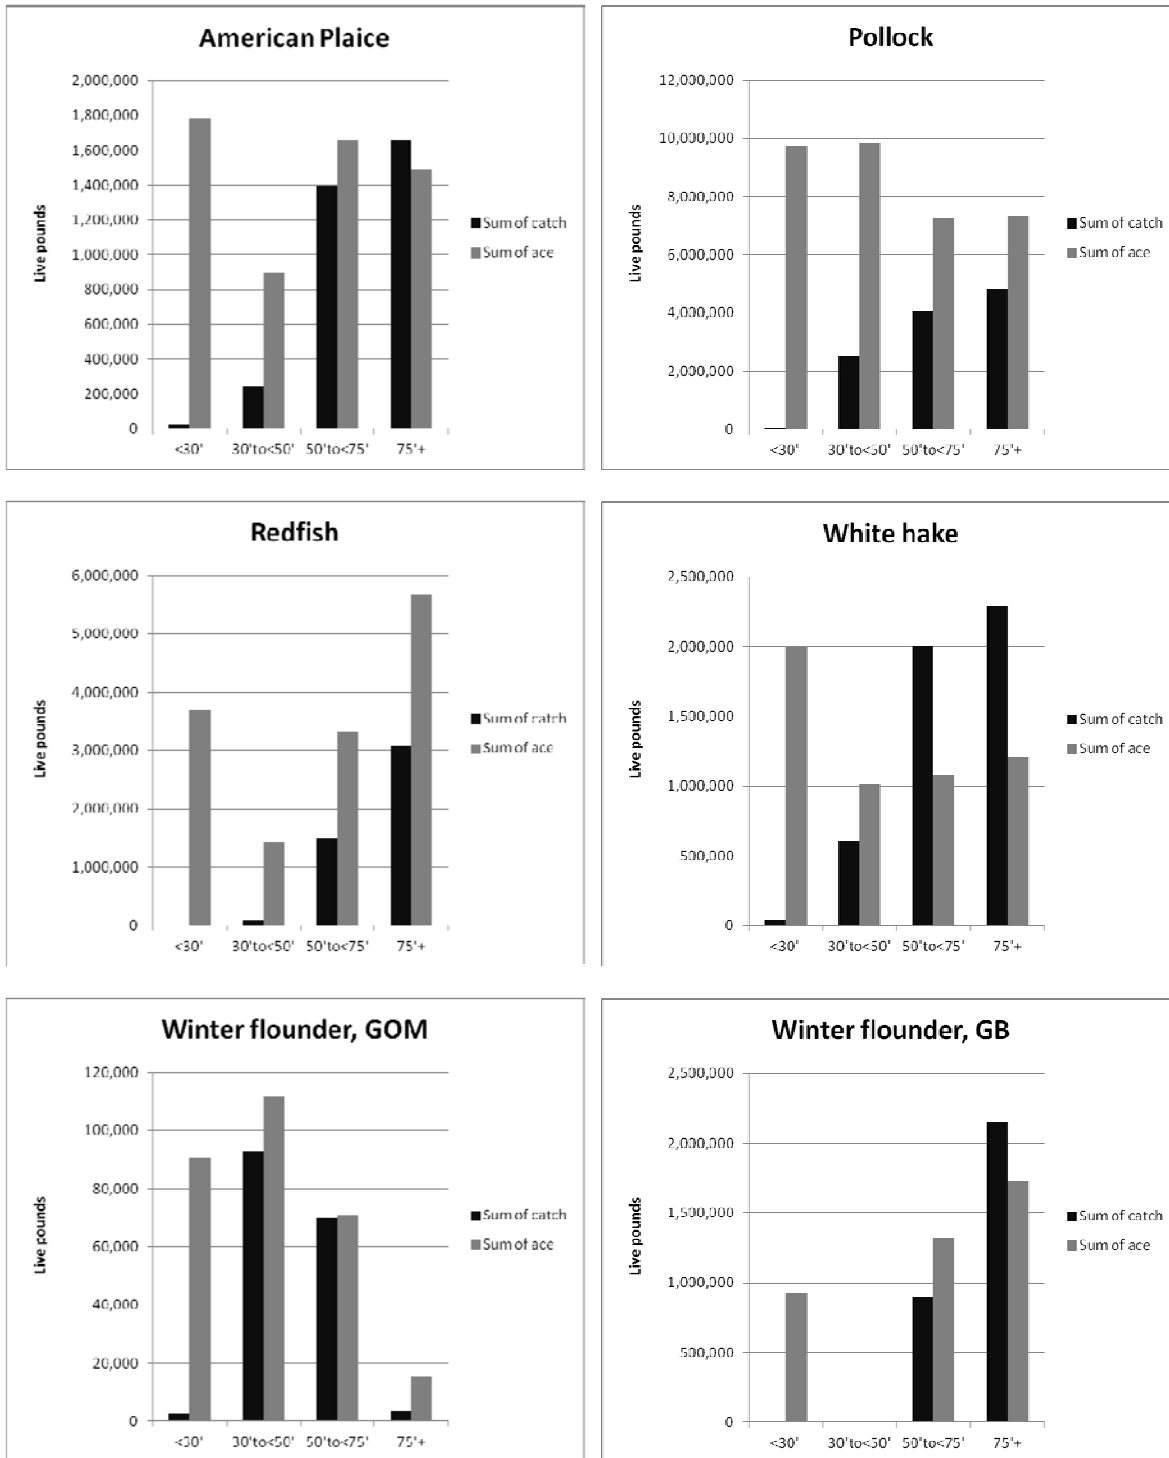 American Plaice
2,000,000
1,800,000
1,600,000
1,400,000
1,200,000
1,000,000
800,000
600,000
400,000
200,000
0
Live pounds
<30'
30'to<50'
50'to<75'
75'+
Sum of catch
Sum of ace
Pollock
12,000,000
10,000,000
8,000,000
6,000,000
4,000,000
2,000,000
0
Live pounds
<30'
30'to<50'
50'to<75'
75'+
Sum of catch
Sum of ace
Redfish
6,000,000
5,000,000
4,000,000
3,000,000
2,000,000
1,000,000
0
Live pounds
<30'
30'to<50'
50'to<75'
75'+
Sum of catch
Sum of ace
White hake
2,500,000
2,000,000
1,500,000
1,000,000
500,000
0
Live pounds
<30'
30'to<50'
50'to<75'
75'+
Sum of catch
Sum of ace
Winter flounder, GOM
120,000
100,000
80,000
60,000
40,000
20,000
0
Live pounds
<30'
30'to<50'
50'to<75'
75'+
Sum of catch
Sum of ace
Winter flounder, GB
2,500,000
2,000,000
1,500,000
1,000,000
500,000
0
Live pounds
<30'
30'to<50'
50'to<75'
75'+
Sum of catch
Sum of ace